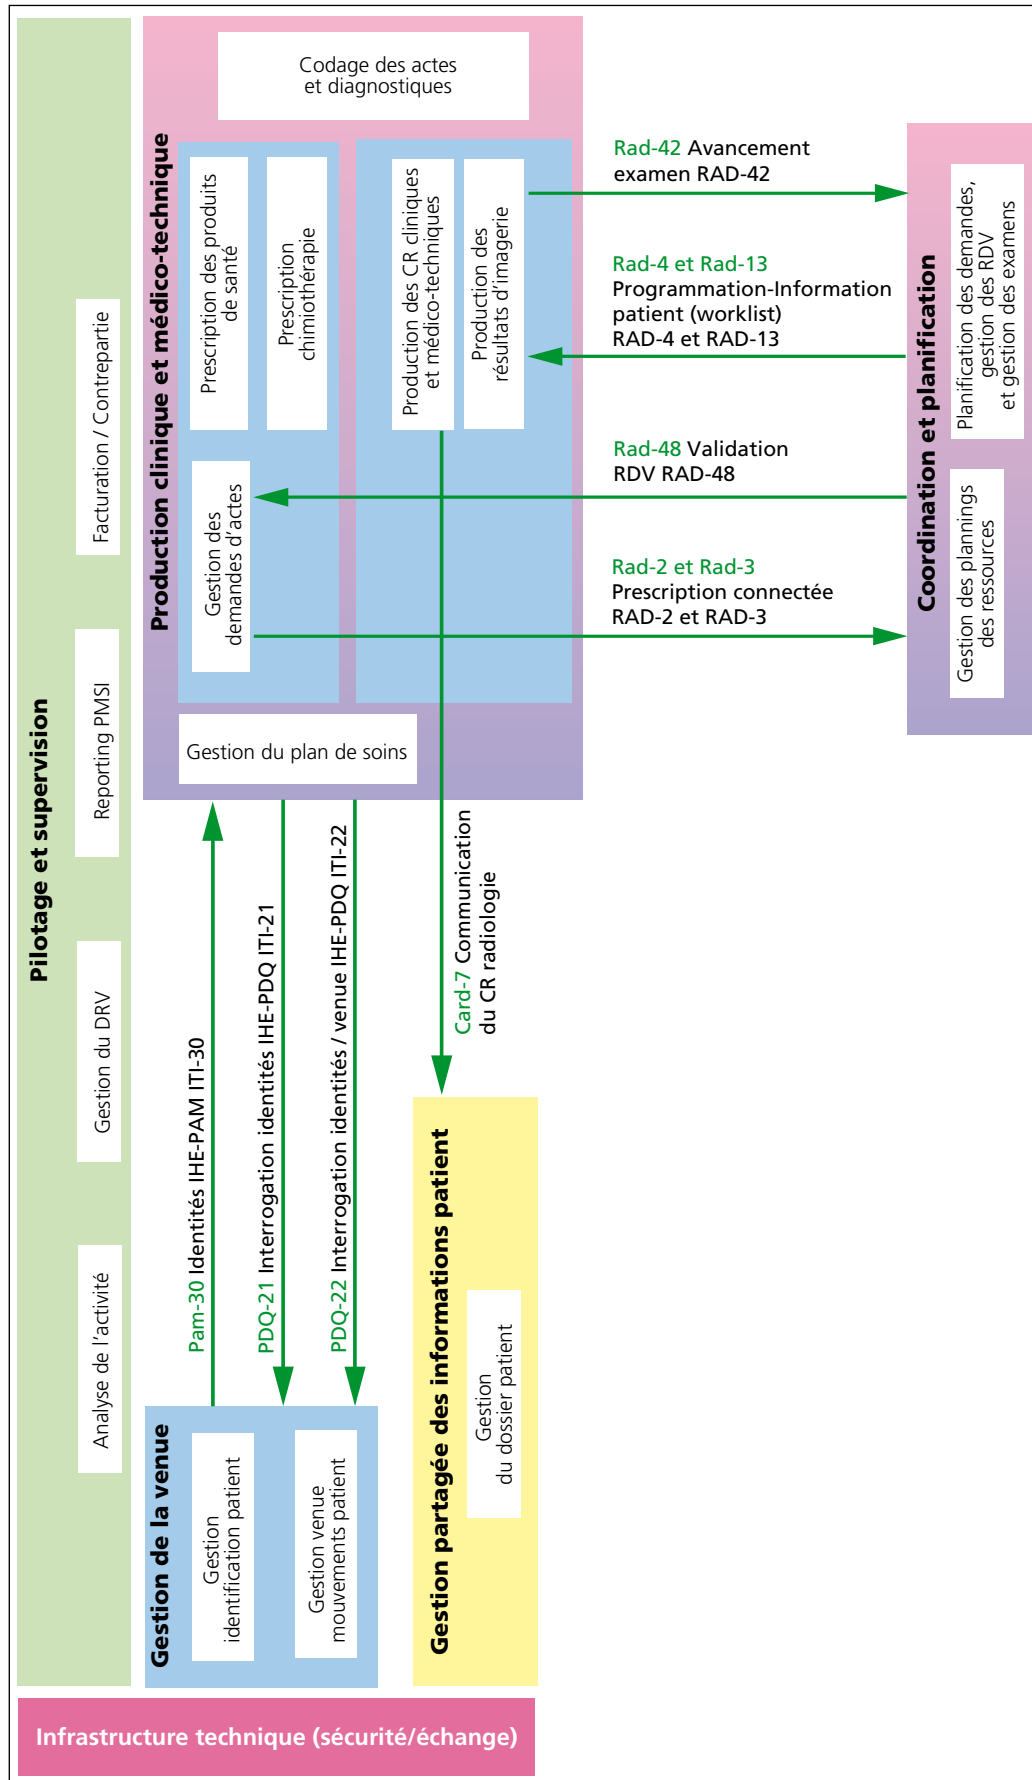 Pilotage et supervision
Facturation / Contrepartie
Reporting PMSI
Gestion du DRV
Analyse de l'activité
Production clinique et médico-technique
Codage des actes
et diagnostiques
Prescription des produits
de santé
Prescription
chimiothérapie
Production des CR cliniques
et médico-techniques
Production des
résultats d'imagerie
Gestion des
demandes d'actes
Gestion du plan de soins
Rad-42 Avancement
examen RAD-42
Rad-4 et Rad-13
Programmation-Information
patient (worklist)
RAD-4 et RAD-13
Rad-48 Validation
RDV RAD-48
Rad-2 et Rad-3
Prescription connectée
RAD-2 et RAD-3
Coordination et planification
Planification des demandes,
gestion des RDV
et gestion des examens
Gestion des plannings
des ressources
Pam-30 Identités IHE-PAM ITI-30
PDQ-21 Interrogation identités IHE-PDQ ITI-21
PDQ-22 Interrogation identités / venue IHE-PDQ ITI-22
Card-7 Communication
du CR radiologie
Gestion de la venue
Gestion
identification patient
Gestion venue
mouvements patient
Gestion partagée des informations patient
Gestion
du dossier patient
Infrastructure technique (sécurité/échange)